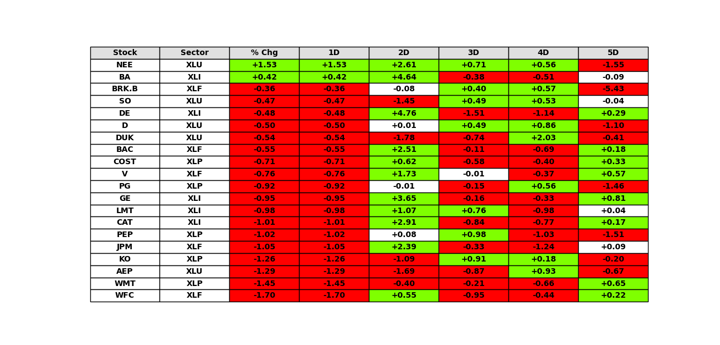 Stock Sector % Chg 1D 2D 3D 4D 5D
NEE XLU +1.53 +1.53 +2.61 +0.71 +0.56 -1.55
BA XLI +0.42 +0.42 +4.64 -0.38 -0.51 -0.09
BRK.B XLF -0.36 -0.36 -0.08 +0.40 +0.57 -5.43
SO XLU -0.47 -0.47 -1.45 +0.49 +0.53 -0.04
DE XLI -0.48 -0.48 +4.76 -1.51 -1.14 +0.29
D XLU -0.50 -0.50 +0.01 +0.49 +0.86 -1.10
DUK XLU -0.54 -0.54 -1.78 -0.74 +2.03 -0.41
BAC XLF -0.55 -0.55 +2.51 -0.11 -0.69 +0.18
COST XLP -0.71 -0.71 +0.62 -0.56 -0.40 +0.33
V XLF -0.76 -0.76 +1.73 -0.01 -0.37 +0.57
PG XLP -0.92 -0.92 -0.01 -0.15 +0.56 -1.46
GE XLI -0.95 -0.95 +3.65 -0.16 -0.33 +0.81
LMT XLI -0.98 -0.98 +1.07 +0.76 -0.98 +0.04
CAT XLI -1.01 -1.01 +2.91 -0.84 -0.77 +0.17
PEP XLP -1.02 -1.02 +0.08 +0.98 -1.03 -1.51
JPM XLF -1.05 -1.05 +2.39 -0.33 -1.24 +0.09
KO XLP -1.26 -1.26 -1.09 +0.91 +0.18 -0.20
AEP XLU -1.29 -1.29 -1.69 -0.87 +0.93 -0.67
WMT XLP -1.45 -1.45 -0.40 -0.21 -0.66 +0.65
WFC XLF -1.70 -1.70 +0.55 -0.95 -0.44 +0.22